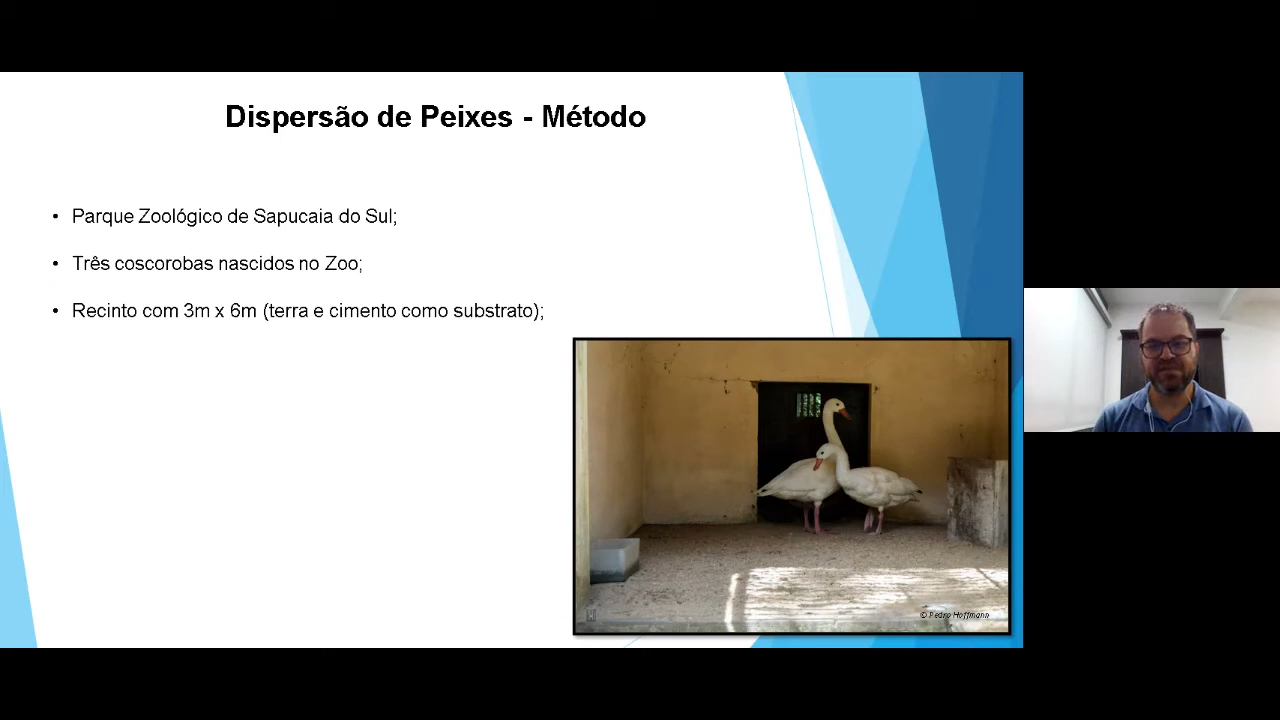 Dispersão de Peixes - Método
• Parque Zoológico de Sapucaia do Sul;
• Três coscorobas nascidos no Zoo;
• Recinto com 3m x 6m (terra e cimento como substrato);
© Pedro Hoffmann